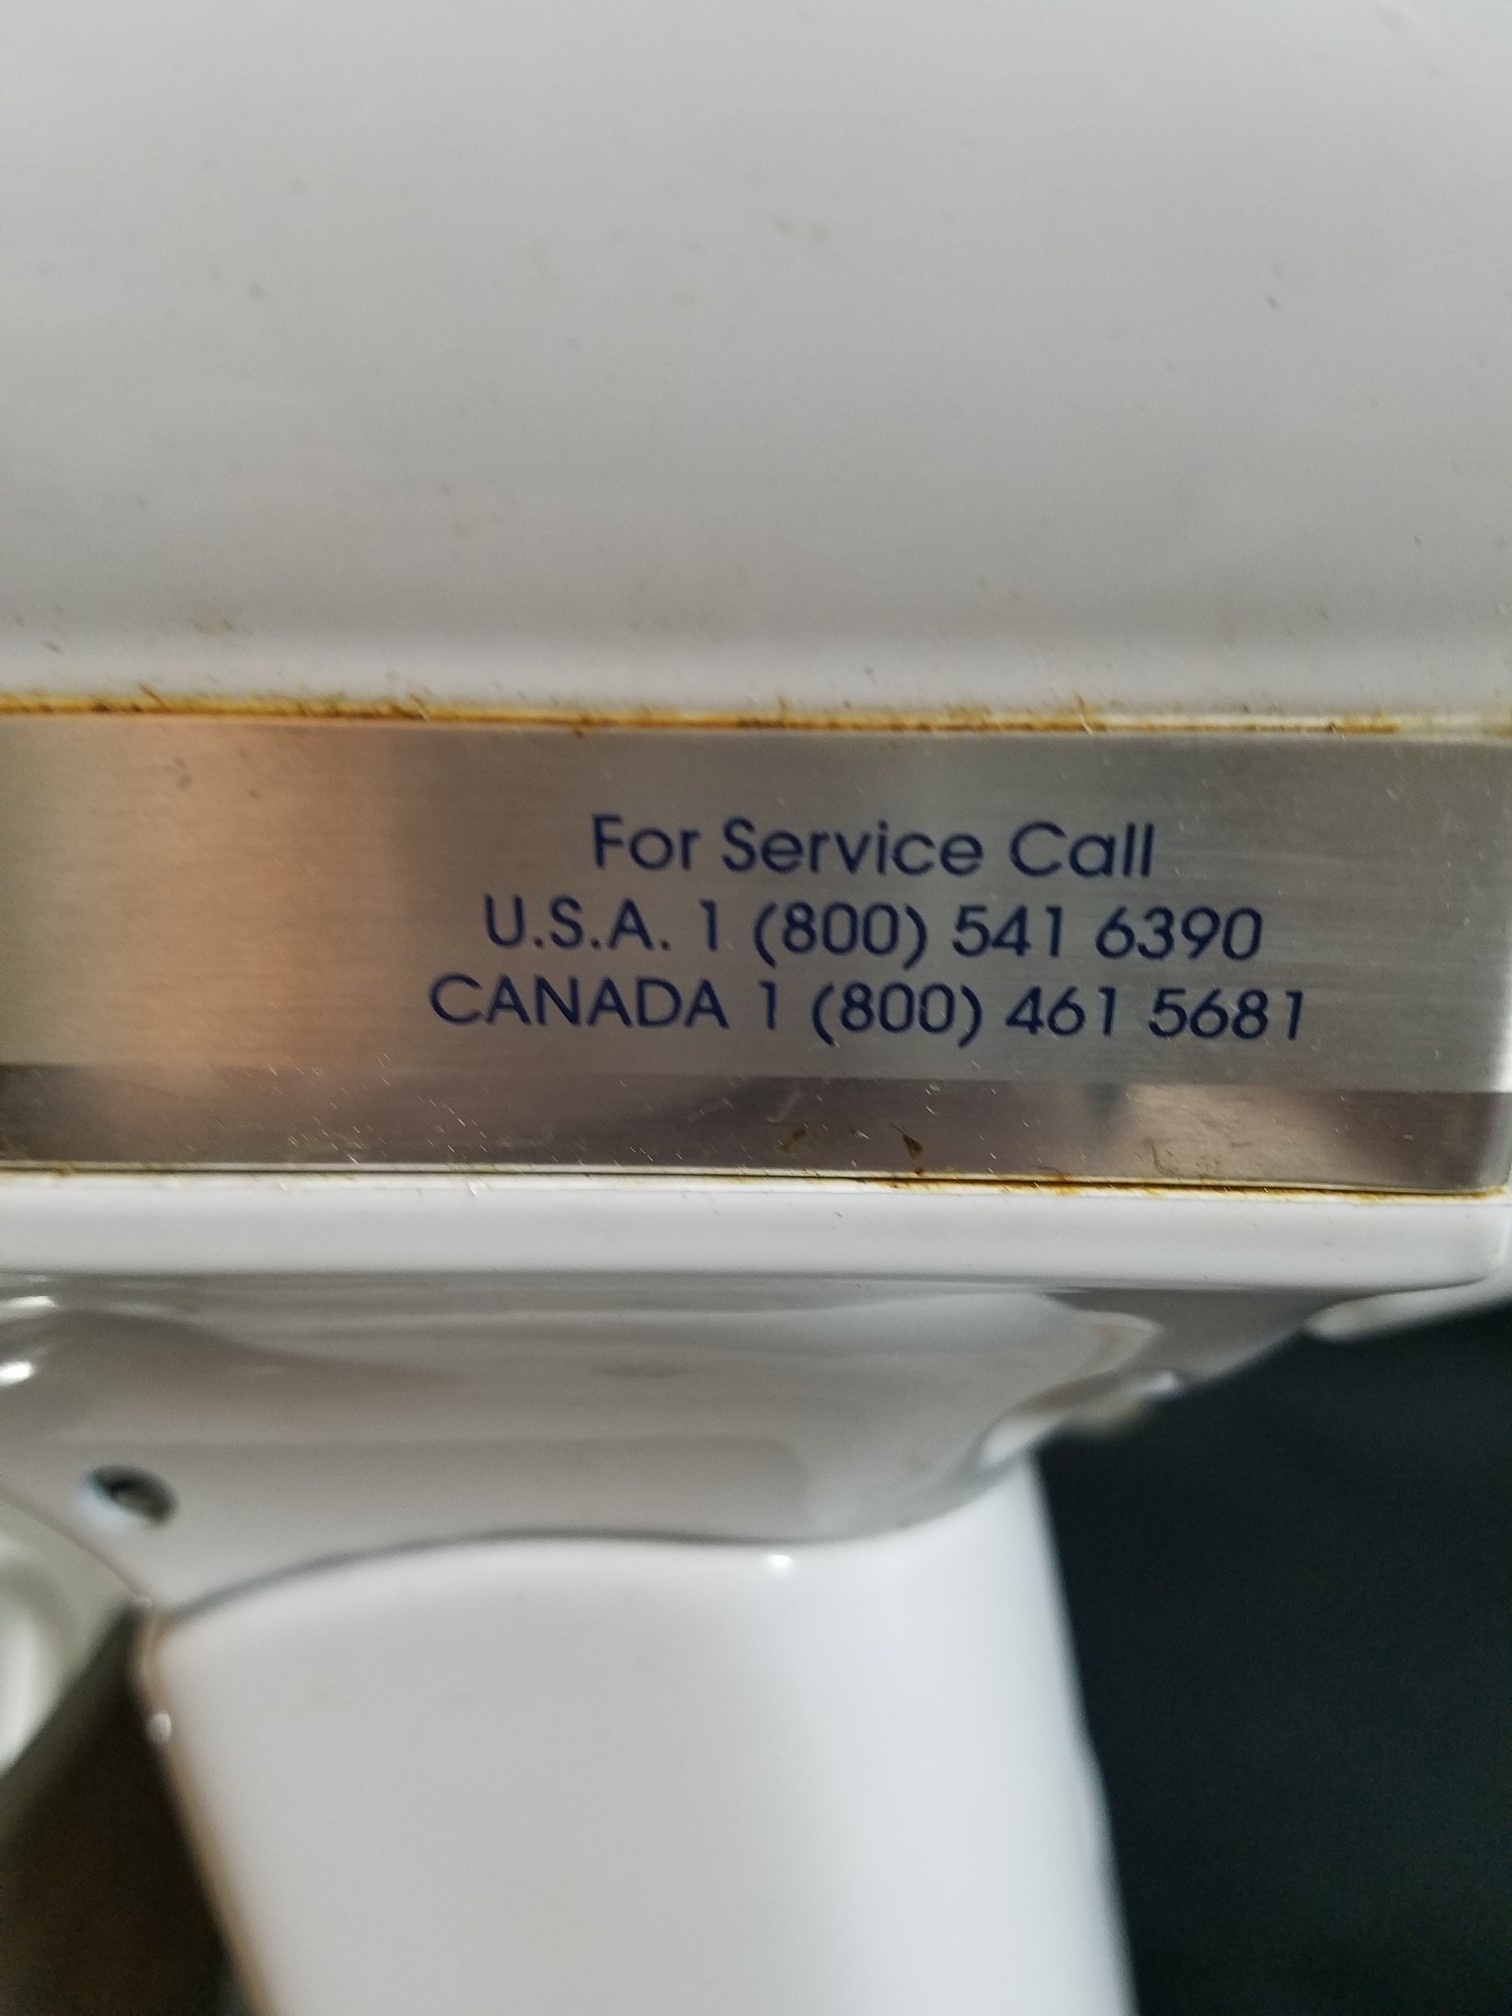 For Service Call
U.S.A. 1 (800) 541 6390
CANADA 1 (800) 461 5681